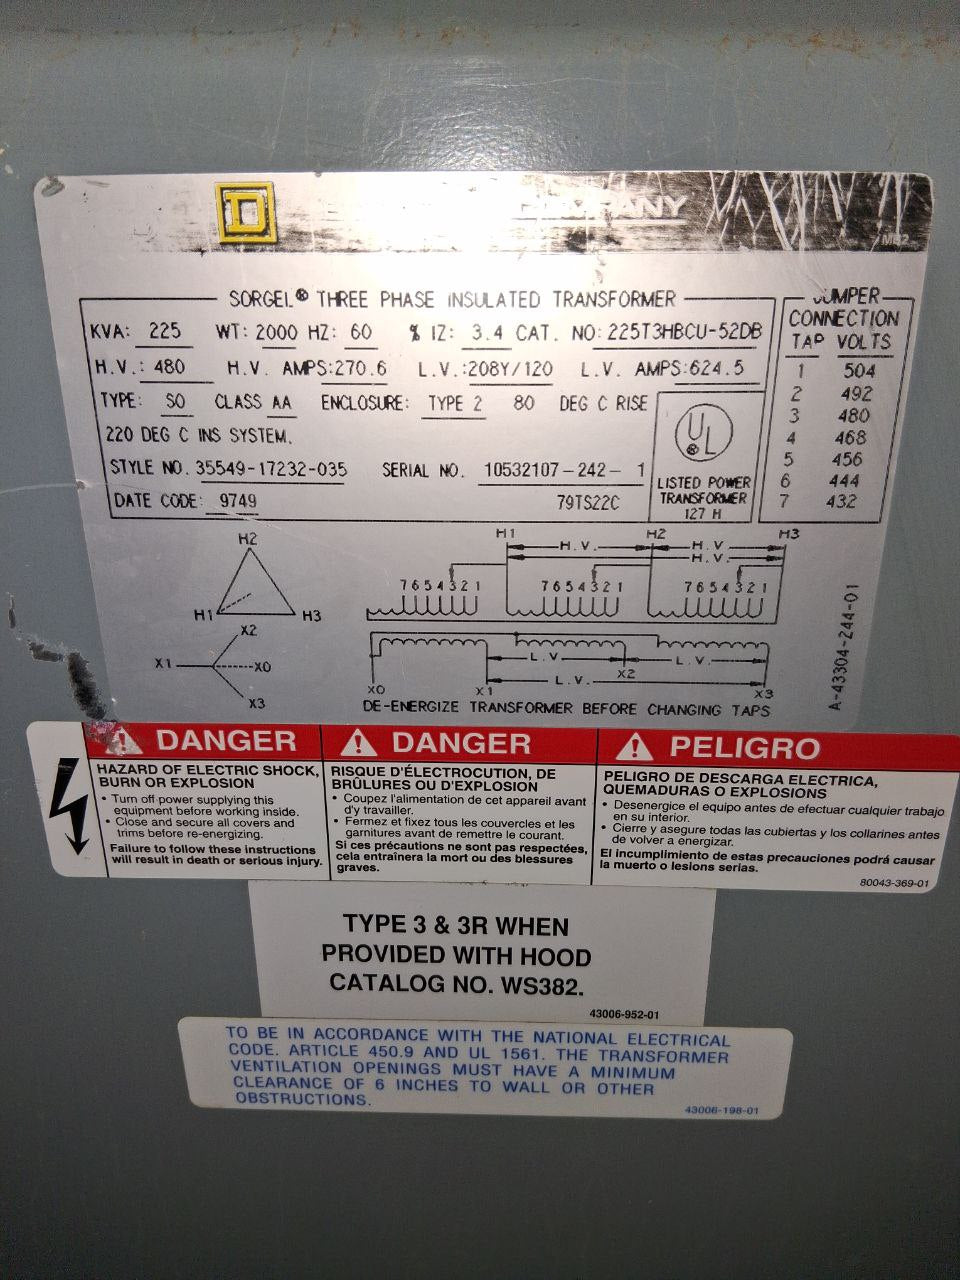 D
COMPANY
SORGEL® THREE PHASE INSULATED TRANSFORMER
KVA: 225 WT: 2000 HZ: 60 % IZ: 3.4 CAT. NO: 225T3HBCU-52DB
H.V.: 480 H.V. AMPS: 270.6 L.V.: 208Y/120 L.V. AMPS: 624.5
TYPE: SO CLASS AA ENCLOSURE: TYPE 2 80 DEG C RISE
220 DEG C INS SYSTEM.
STYLE NO. 35549-17232-035 SERIAL NO. 10532107-242- 1
DATE CODE: 9749 79TS22C
UL
®
LISTED POWER
TRANSFORMER
127 H
JUMPER
CONNECTION
TAP VOLTS
1 504
2 492
3 480
4 468
5 456
6 444
7 432
H2
H1 H3
X2
X1 X0
X3
H1 H2 H3
H.V. H.V.
H.V.
7 6 5 4 3 2 1 7 6 5 4 3 2 1 7 6 5 4 3 2 1
L.V. L.V.
X2
L.V.
X0 X1 X3
DE-ENERGIZE TRANSFORMER BEFORE CHANGING TAPS
A-43304-244-01
DANGER
HAZARD OF ELECTRIC SHOCK,
BURN OR EXPLOSION
• Turn off power supplying this
equipment before working inside.
• Close and secure all covers and
trims before re-energizing.
Failure to follow these instructions
will result in death or serious injury.
DANGER
RISQUE D'ÉLECTROCUTION, DE
BRÛLURES OU D'EXPLOSION
• Coupez l'alimentation de cet appareil avant
d'y travailler.
• Fermez et fixez tous les couvercles et les
garnitures avant de remettre le courant.
Si ces précautions ne sont pas respectées,
cela entraînera la mort ou des blessures
graves.
PELIGRO
PELIGRO DE DESCARGA ELECTRICA,
QUEMADURAS O EXPLOSIONS
• Desenergice el equipo antes de efectuar cualquier trabajo
en su interior.
• Cierre y asegure todas las cubiertas y los collarines antes
de volver a energizar.
El incumplimiento de estas precauciones podrá causar
la muerto o lesions serias.
80043-369-01
TYPE 3 & 3R WHEN
PROVIDED WITH HOOD
CATALOG NO. WS382.
43006-952-01
TO BE IN ACCORDANCE WITH THE NATIONAL ELECTRICAL
CODE. ARTICLE 450.9 AND UL 1561. THE TRANSFORMER
VENTILATION OPENINGS MUST HAVE A MINIMUM
CLEARANCE OF 6 INCHES TO WALL OR OTHER
OBSTRUCTIONS.
43006-198-01